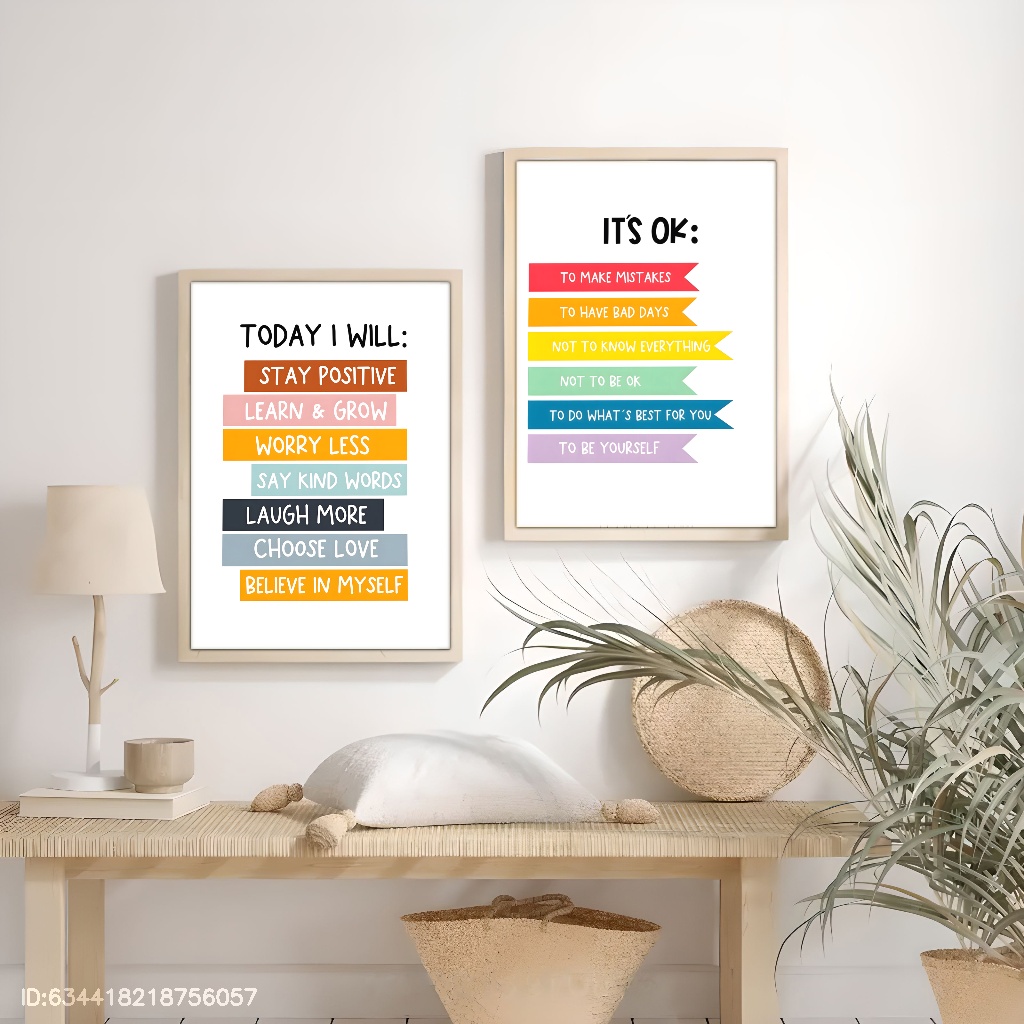 TODAY I WILL:
STAY POSITIVE
LEARN & GROW
WORRY LESS
SAY KIND WORDS
LAUGH MORE
CHOOSE LOVE
BELIEVE IN MYSELF
IT'S OK:
TO MAKE MISTAKES
TO HAVE BAD DAYS
NOT TO KNOW EVERYTHING
NOT TO BE OK
TO DO WHAT'S BEST FOR YOU
TO BE YOURSELF
ID:634418218756057